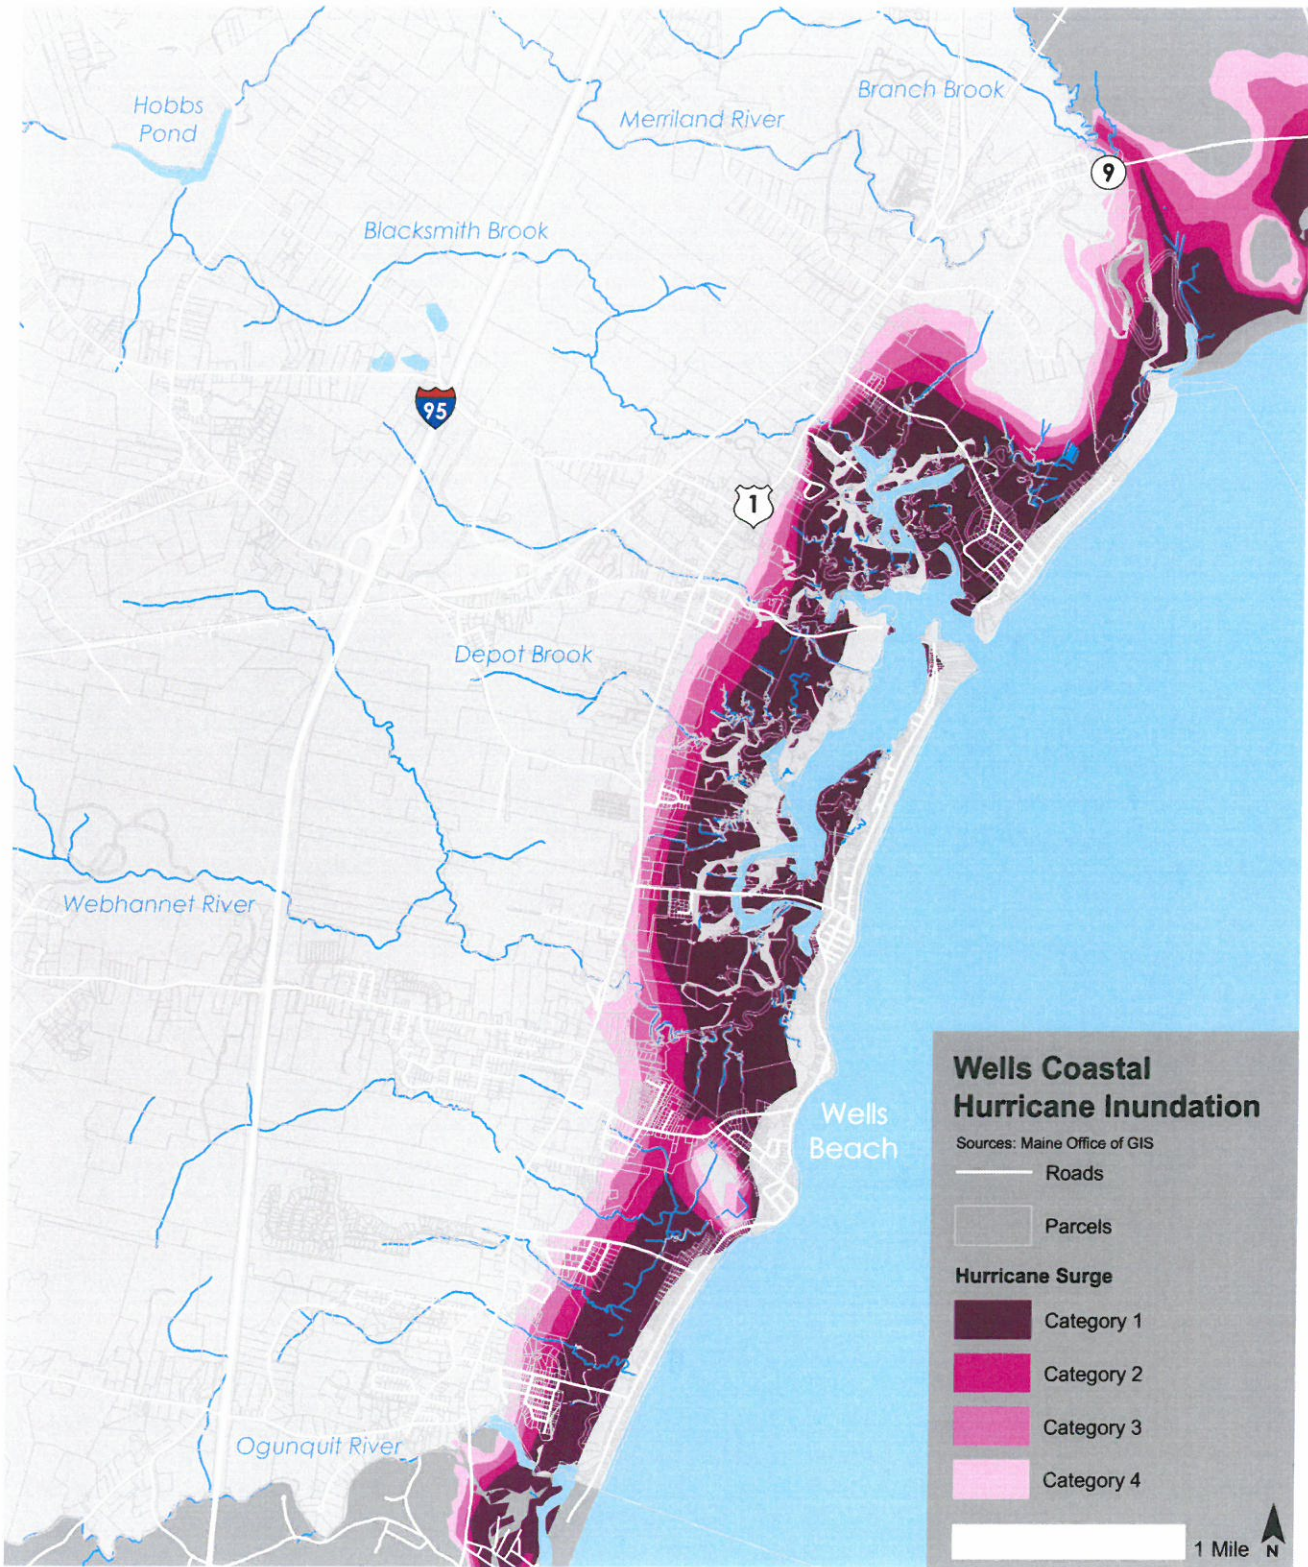 Hobbs
Pond
Merriland River
Branch Brook
9
Blacksmith Brook
95
1
Depot Brook
Webhannet River
Wells
Beach
Ogunquit River
Wells Coastal
Hurricane Inundation
Sources: Maine Office of GIS
Roads
Parcels
Hurricane Surge
Category 1
Category 2
Category 3
Category 4
1 Mile
N